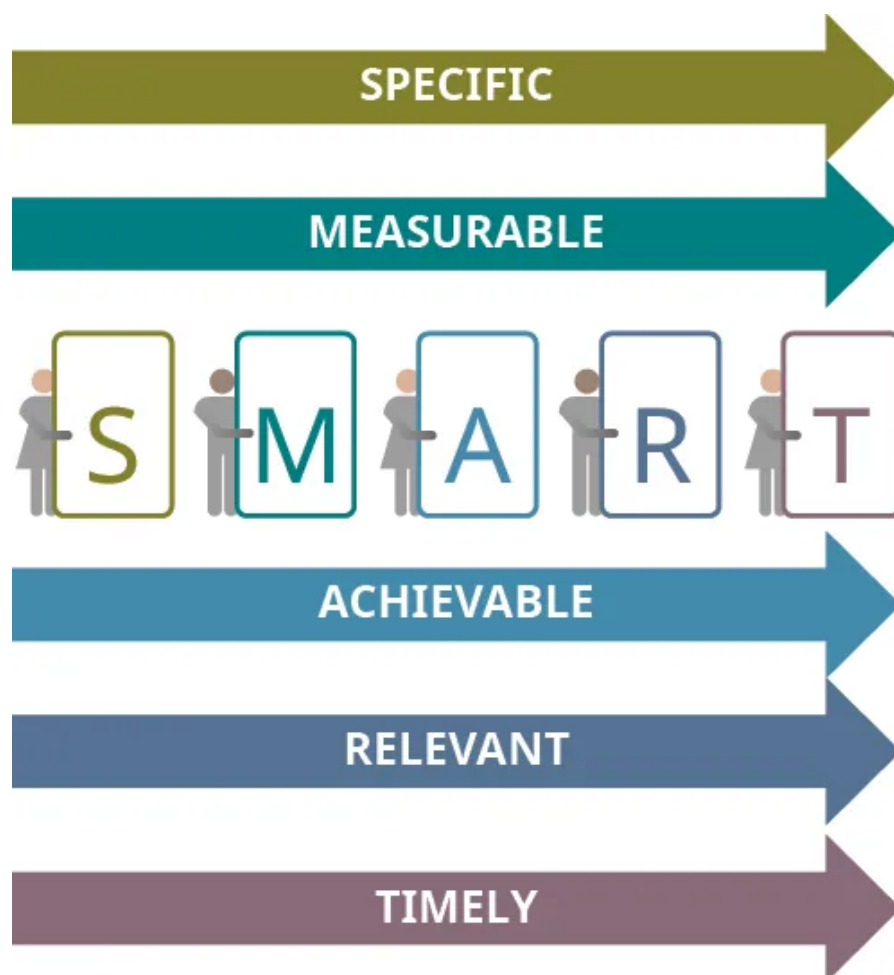 SPECIFIC
MEASURABLE
S M A R T
ACHIEVABLE
RELEVANT
TIMELY